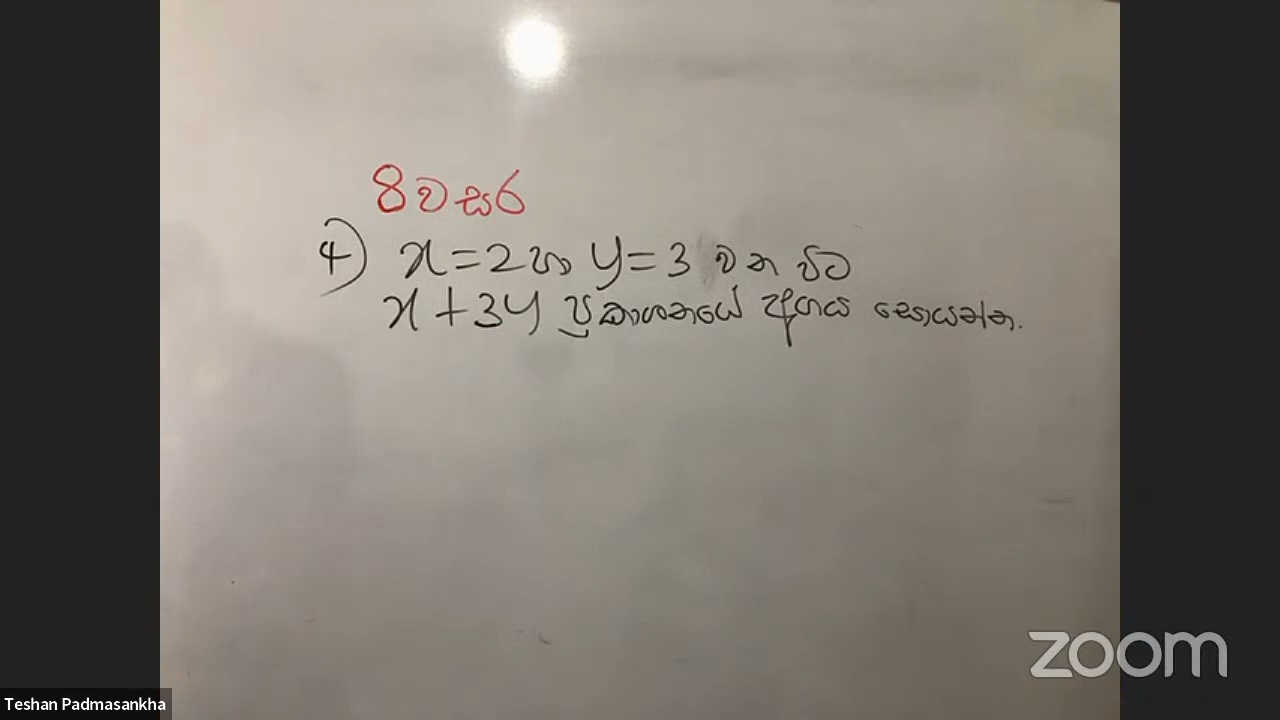 8 වසර
4) x = 2 හා y = 3 වන විට
x + 3y ප්‍රකාශනයේ අගය සොයන්න.
zoom
Teshan Padmasankha